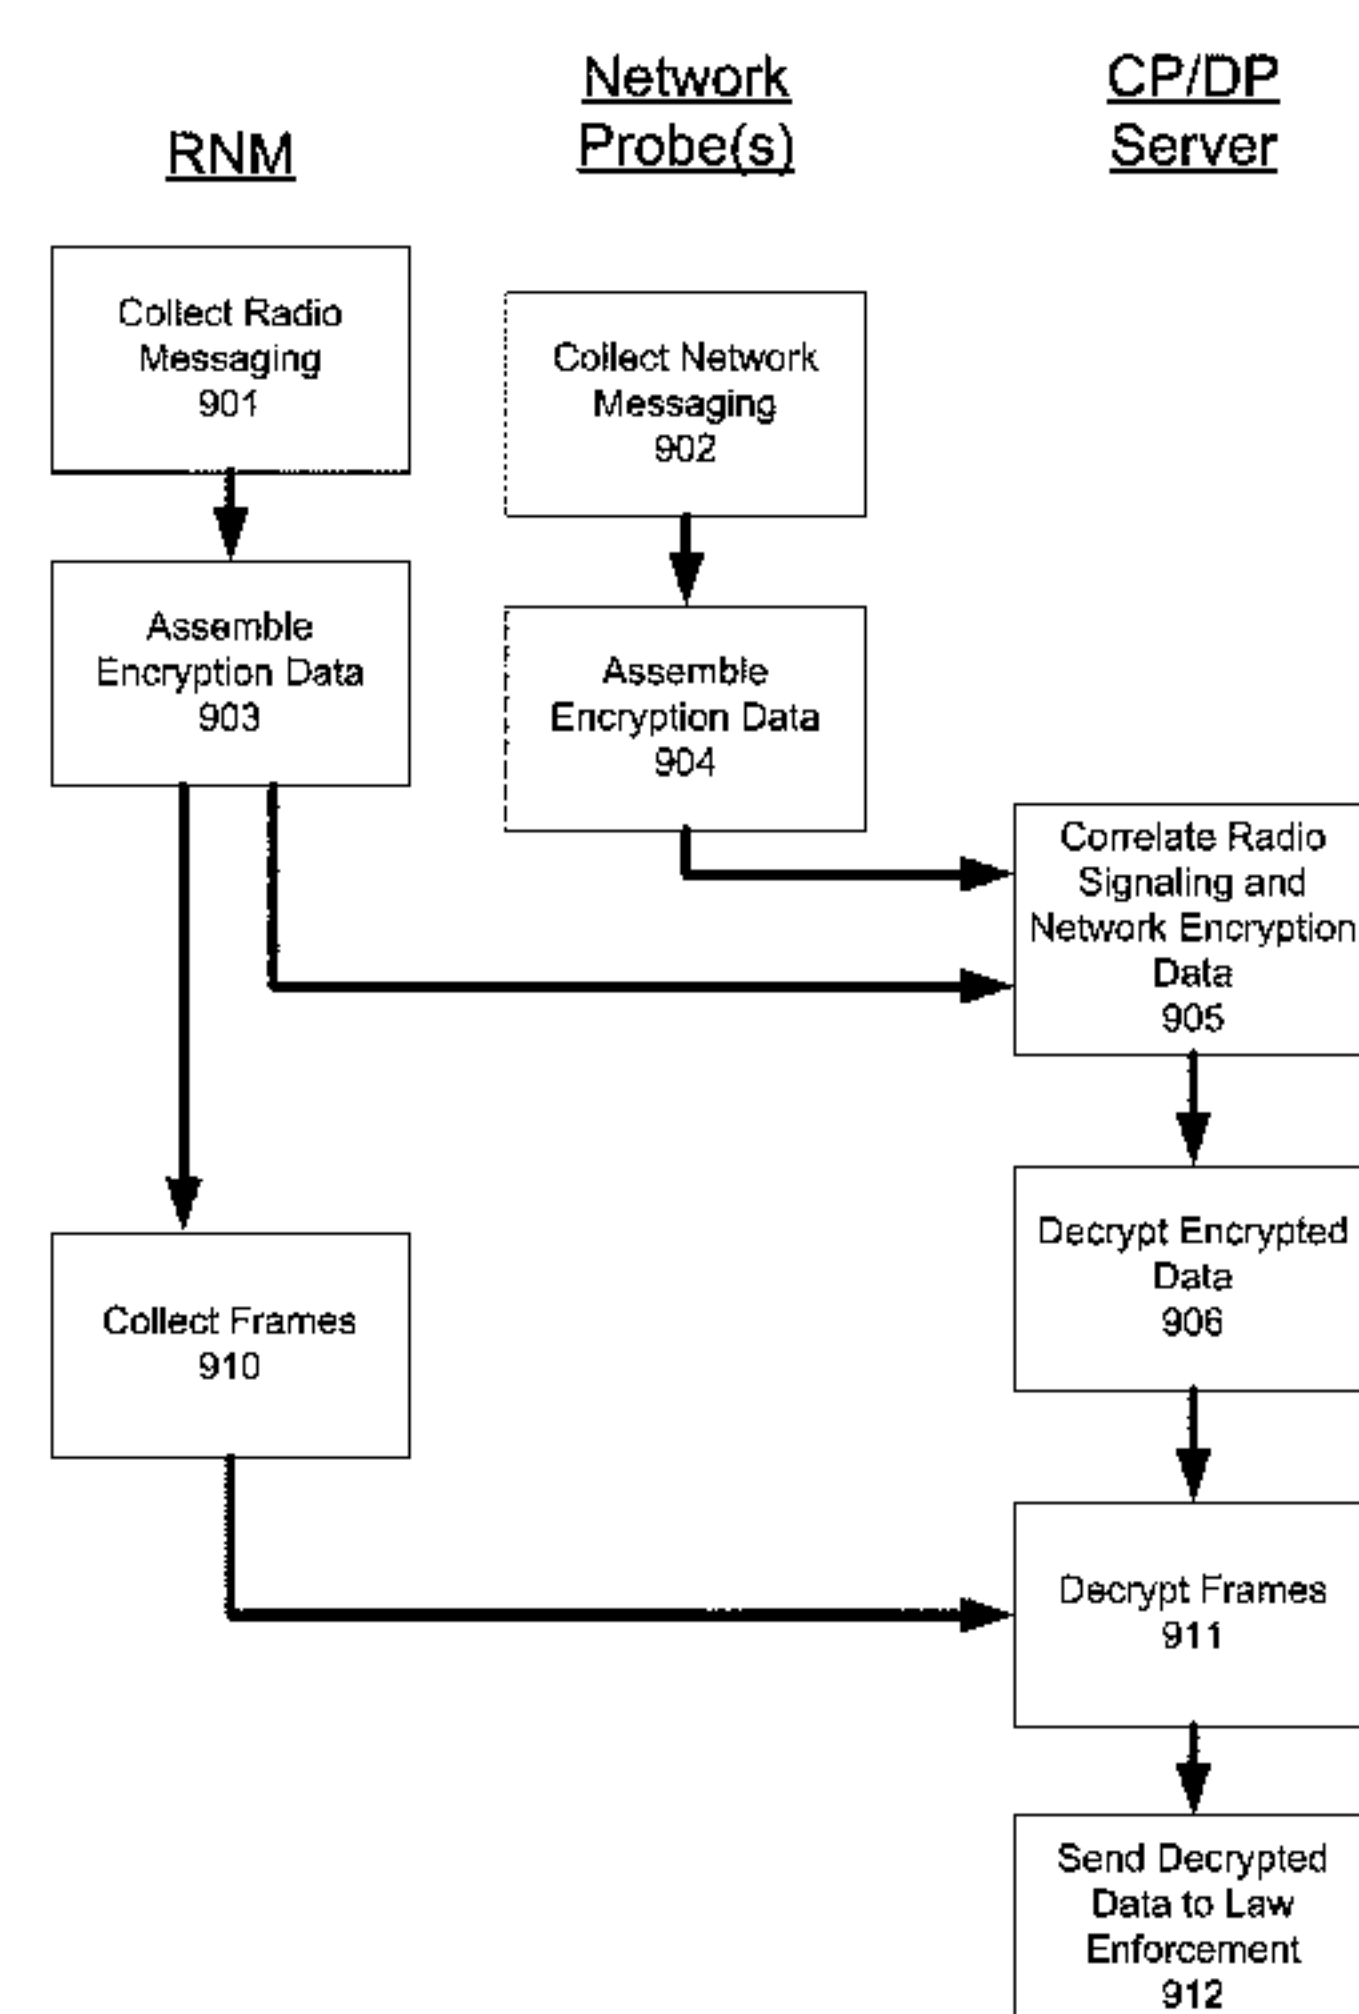 RNM
Network
Probe(s)
CP/DP
Server
Collect Radio
Messaging
901
Collect Network
Messaging
902
Assemble
Encryption Data
903
Assemble
Encryption Data
904
Correlate Radio
Signaling and
Network Encryption
Data
905
Decrypt Encrypted
Data
906
Collect Frames
910
Decrypt Frames
911
Send Decrypted
Data to Law
Enforcement
912